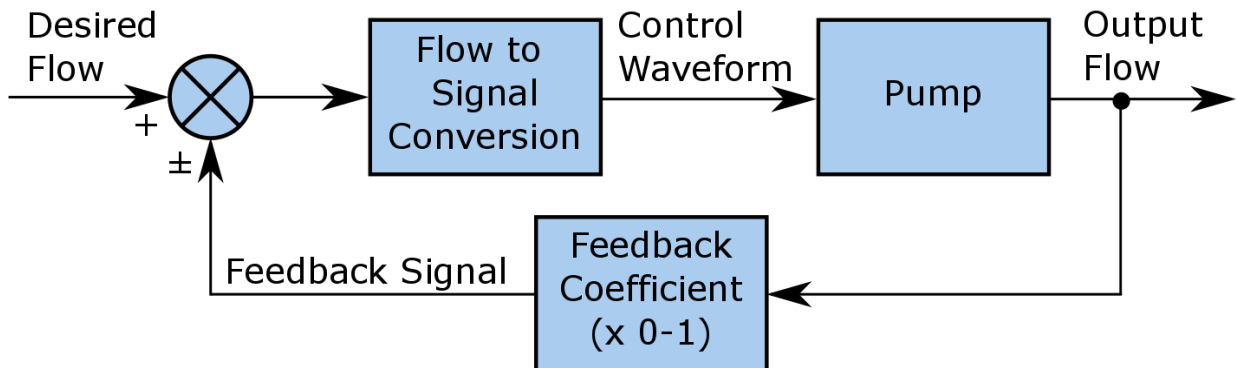 Desired
Flow
+
±
Flow to
Signal
Conversion
Control
Waveform
Pump
Output
Flow
Feedback
Coefficient
(x 0-1)
Feedback Signal